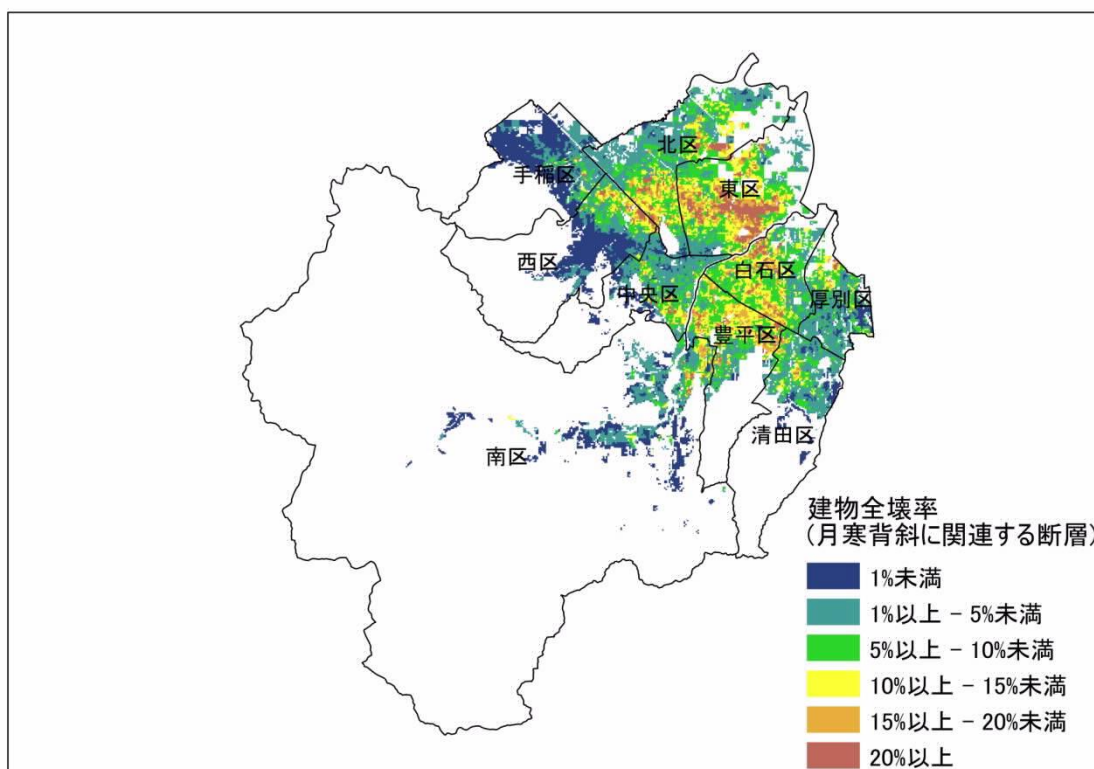 北区
手稲区
東区
西区
白石区
中央区
厚別区
豊平区
清田区
南区
建物全壊率
(月寒背斜に関連する断層)
1%未満
1%以上 - 5%未満
5%以上 - 10%未満
10%以上 - 15%未満
15%以上 - 20%未満
20%以上